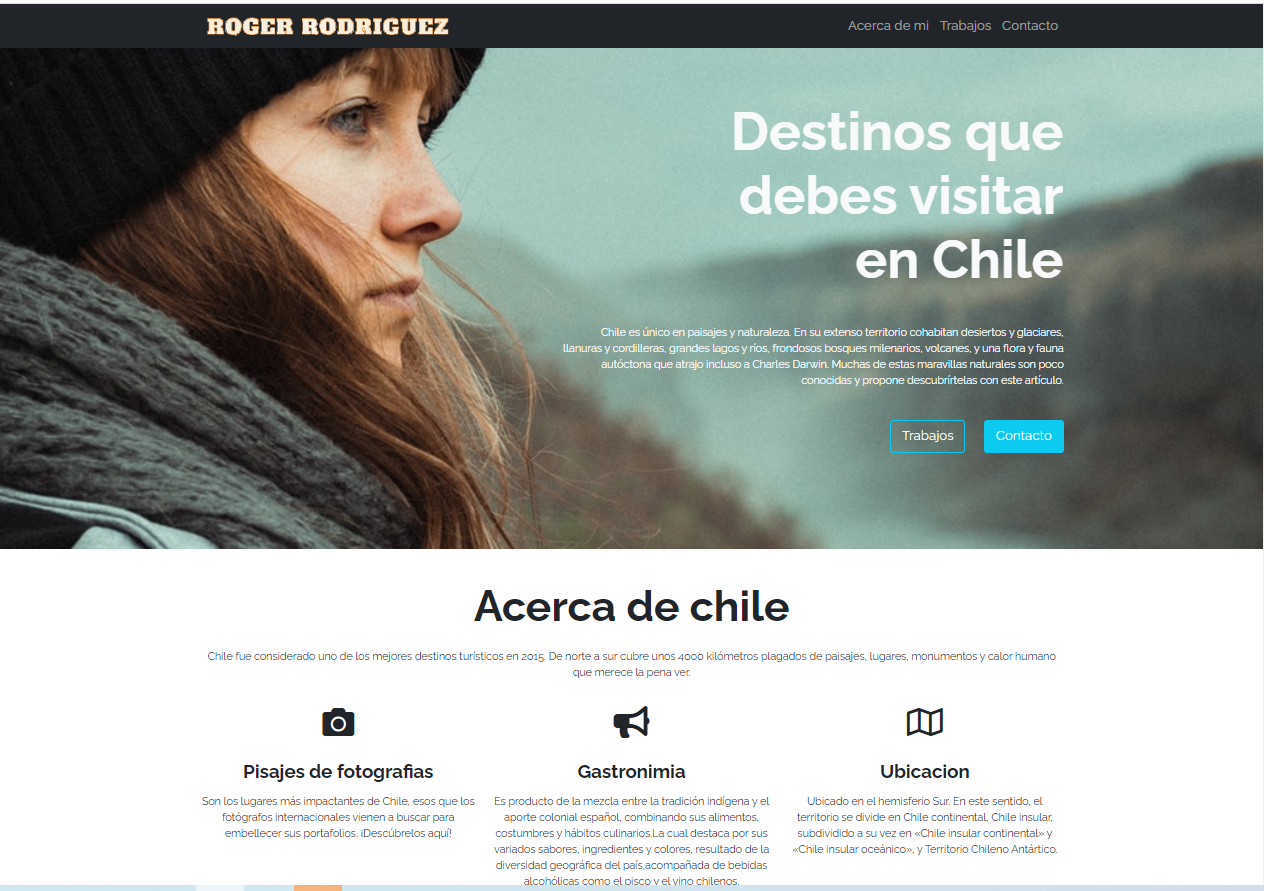 ROGER RODRIGUEZ
Acerca de mi Trabajos Contacto
Destinos que
debes visitar
en Chile
Chile es único en paisajes y naturaleza. En su extenso territorio cohabitan desiertos y glaciares,
llanuras y cordilleras, grandes lagos y ríos, frondosos bosques milenarios, volcanes, y una flora y fauna
autóctona que atrajo incluso a Charles Darwin. Muchas de estas maravillas naturales son poco
conocidas y propone descubrírtelas con este artículo.
Trabajos Contacto
Acerca de chile
Chile fue considerado uno de los mejores destinos turísticos en 2015. De norte a sur cubre unos 4000 kilómetros plagados de paisajes, lugares, monumentos y calor humano
que merece la pena ver.
Pisajes de fotografias
Son los lugares más impactantes de Chile, esos que los
fotógrafos internacionales vienen a buscar para
embellecer sus portafolios. ¡Descúbrelos aquí!
Gastronimia
Es producto de la mezcla entre la tradición indígena y el
aporte colonial español, combinando sus alimentos,
costumbres y hábitos culinarios.La cual destaca por sus
variados sabores, ingredientes y colores, resultado de la
diversidad geográfica del país,acompañada de bebidas
alcohólicas como el pisco y el vino chilenos.
Ubicacion
Ubicado en el hemisferio Sur. En este sentido, el
territorio se divide en Chile continental, Chile insular,
subdividido a su vez en «Chile insular continental» y
«Chile insular oceánico», y Territorio Chileno Antártico.